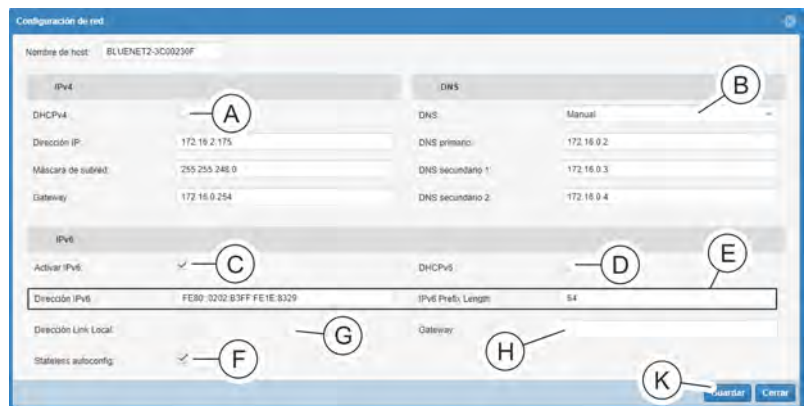 Configuración de red
Nombre de host: BLUENET2-3C00230F
IPv4
DNS
DHCPv4 A
DNS: Manual B
Dirección IP: 172.16.2.175
DNS primario: 172.16.0.2
Máscara de subred: 255.255.248.0
DNS secundario 1: 172.16.0.3
Gateway 172.16.0.254
DNS secundario 2: 172.16.0.4
IPv6
Activar IPv6: C
DHCPv6 D
E
Dirección IPv6 FE80::0202:B3FF:FE1E:8329
IPv6 Prefix Length: 64
Dirección Link Local: G
Gateway: H
Stateless autoconfig: F
K
Guardar Cerrar